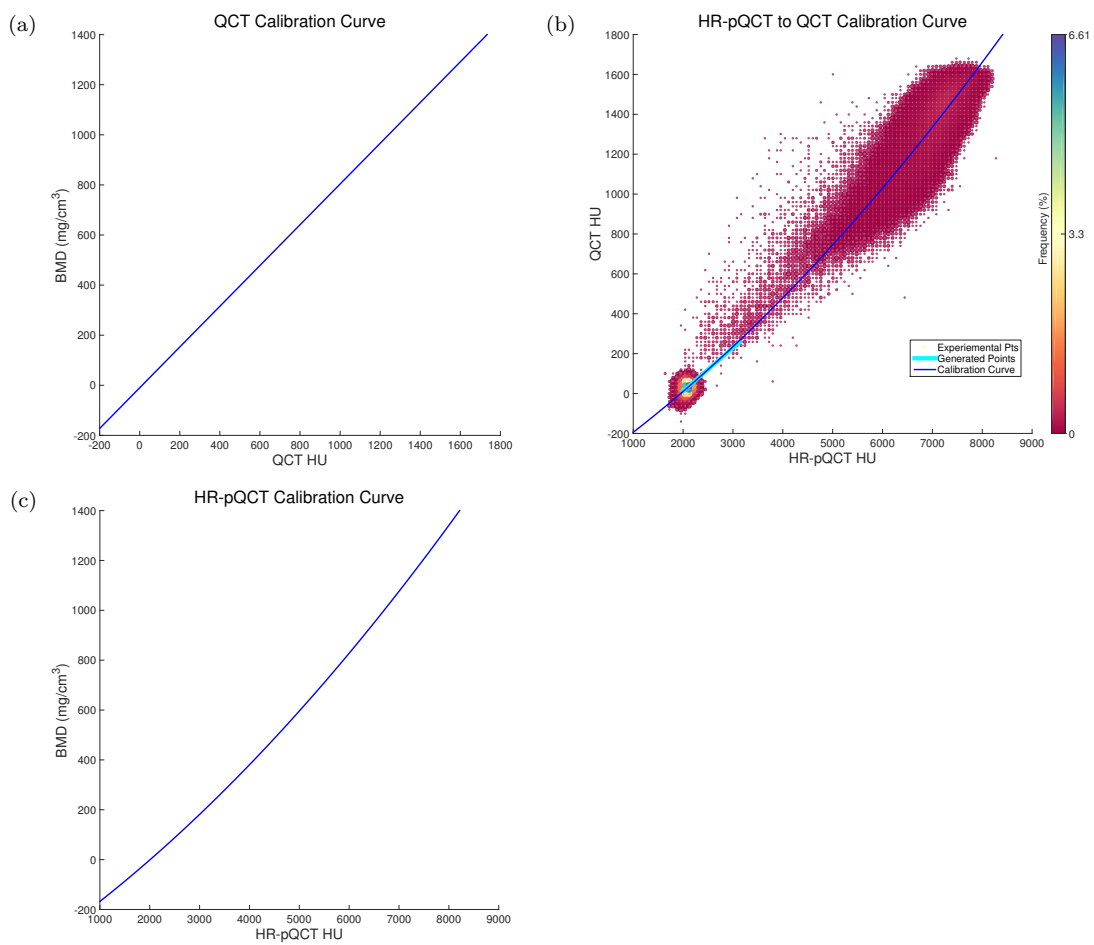 (a)
QCT Calibration Curve
1400
1200
1000
800
600
400
200
0
-200
BMD (mg/cm3)
-200 0 200 400 600 800 1000 1200 1400 1600 1800
QCT HU
(b)
HR-pQCT to QCT Calibration Curve
1800
1600
1400
1200
1000
800
600
400
200
0
-200
QCT HU
1000 2000 3000 4000 5000 6000 7000 8000 9000
HR-pQCT HU
Experiemental Pts
Generated Points
Calibration Curve
6.61
3.3
0
Frequency (%)
(c)
HR-pQCT Calibration Curve
1400
1200
1000
800
600
400
200
0
-200
BMD (mg/cm3)
1000 2000 3000 4000 5000 6000 7000 8000 9000
HR-pQCT HU